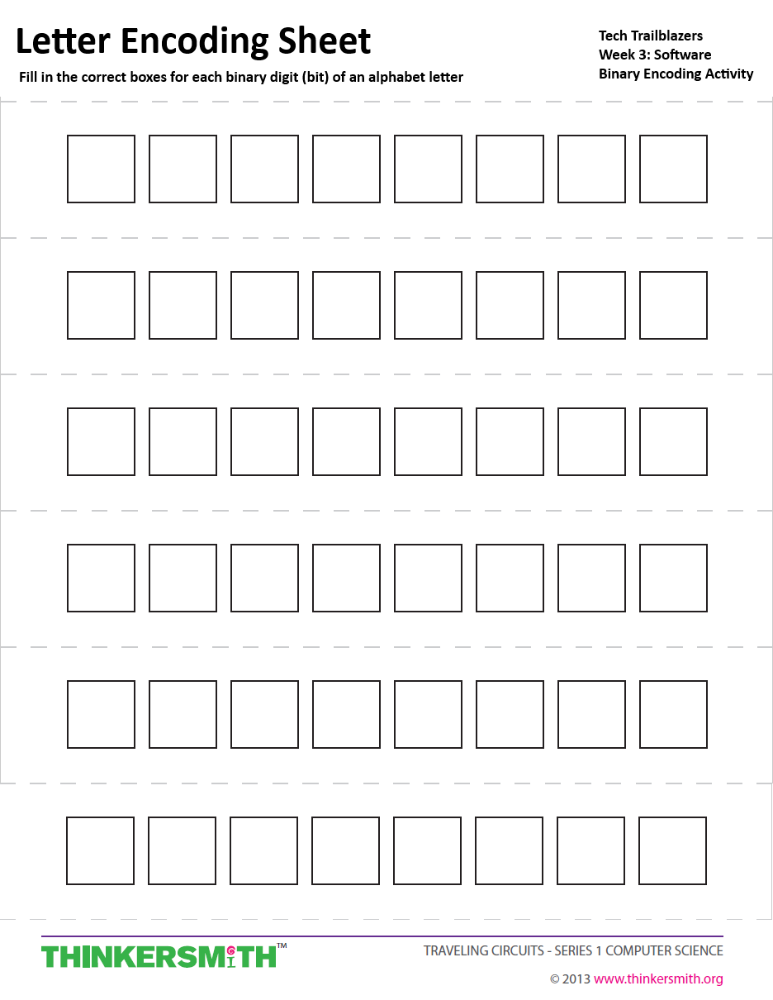 Letter Encoding Sheet
Fill in the correct boxes for each binary digit (bit) of an alphabet letter
Tech Trailblazers
Week 3: Software
Binary Encoding Activity
THINKERSMITH™
TRAVELING CIRCUITS - SERIES 1 COMPUTER SCIENCE
© 2013 www.thinkersmith.org